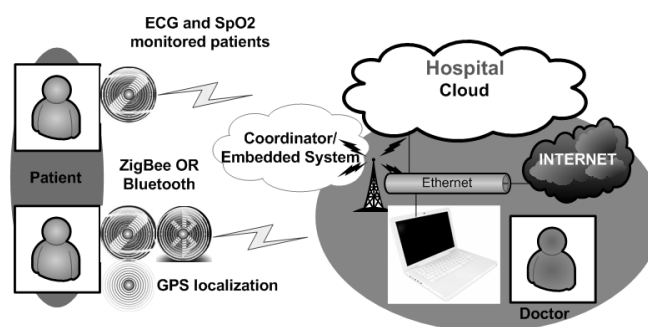 ECG and SpO2
monitored patients
Hospital
Cloud
Coordinator/
Embedded System
INTERNET
Patient
ZigBee OR
Bluetooth
Ethernet
GPS localization
Doctor